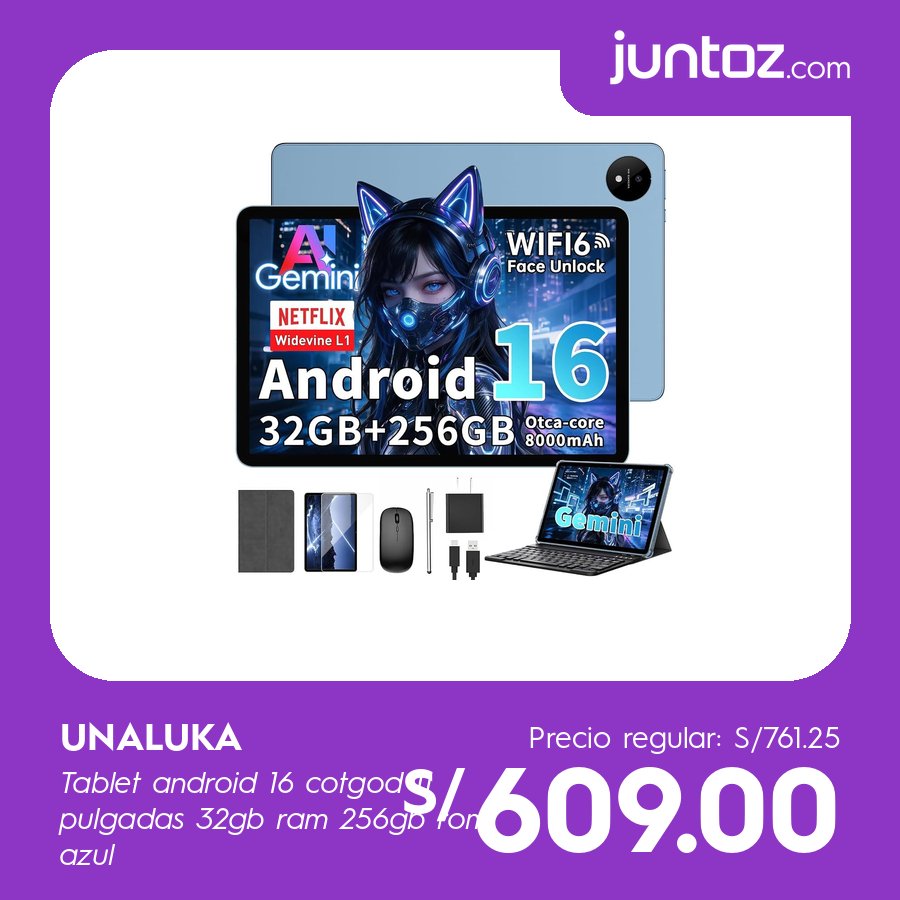 juntoz.com
AI
Gemini
WIFI6
Face Unlock
NETFLIX
Widevine L1
Android 16
32GB+256GB
Otca-core
8000mAh
Gemini
UNALUKA
Precio regular: S/761.25
Tablet android 16 cotgod
pulgadas 32gb ram 256gb rom
azul
S/609.00